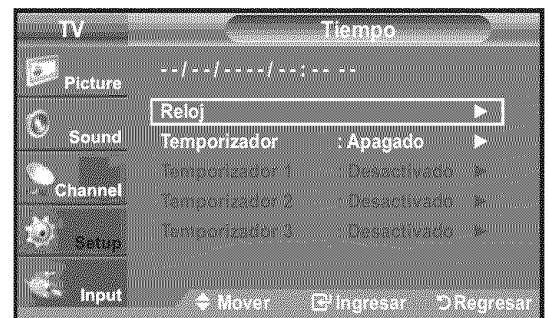 TV Tiempo
Picture
--/--/----/--:-- --
Reloj ►
Sound
Temporizador : Apagado ►
Temporizador 1 : Desactivado ►
Channel
Temporizador 2 : Desactivado ►
Temporizador 3 : Desactivado ►
Setup
Input
Mover Ingresar Regresar